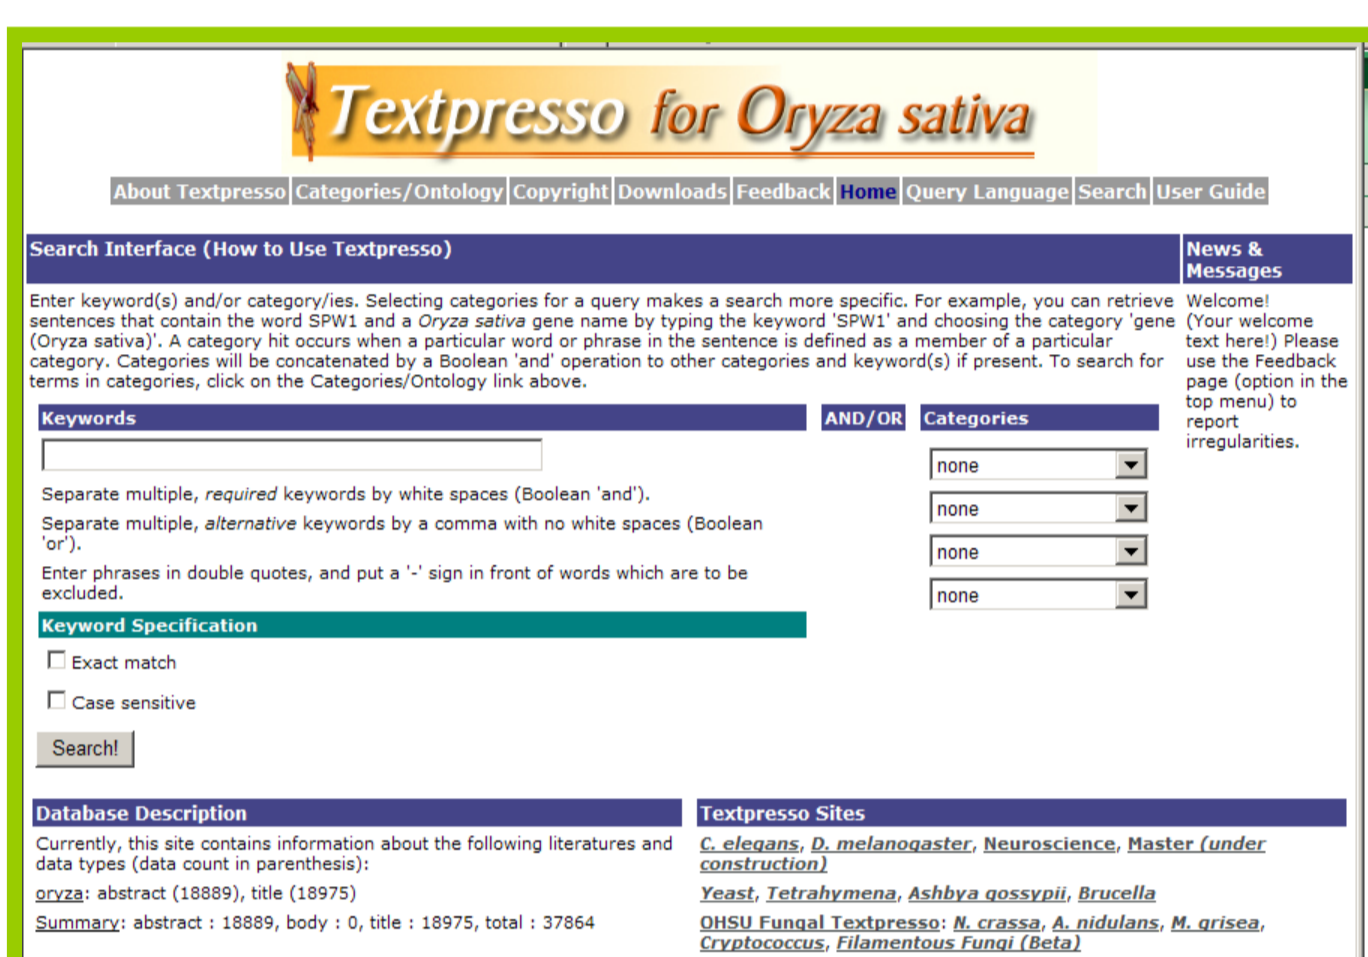 Textpresso for Oryza sativa
About Textpresso Categories/Ontology Copyright Downloads Feedback Home Query Language Search User Guide
Search Interface (How to Use Textpresso)
Enter keyword(s) and/or category/ies. Selecting categories for a query makes a search more specific. For example, you can retrieve
sentences that contain the word SPW1 and a Oryza sativa gene name by typing the keyword 'SPW1' and choosing the category 'gene
(Oryza sativa)'. A category hit occurs when a particular word or phrase in the sentence is defined as a member of a particular
category. Categories will be concatenated by a Boolean 'and' operation to other categories and keyword(s) if present. To search for
terms in categories, click on the Categories/Ontology link above.
News &
Messages
Welcome!
(Your welcome
text here!) Please
use the Feedback
page (option in the
top menu) to
report
irregularities.
Keywords
AND/OR
Categories
none
none
none
none
Separate multiple, required keywords by white spaces (Boolean 'and').
Separate multiple, alternative keywords by a comma with no white spaces (Boolean
'or').
Enter phrases in double quotes, and put a '-' sign in front of words which are to be
excluded.
Keyword Specification
Exact match
Case sensitive
Search!
Database Description
Currently, this site contains information about the following literatures and
data types (data count in parenthesis):
oryza: abstract (18889), title (18975)
Summary: abstract : 18889, body : 0, title : 18975, total : 37864
Textpresso Sites
C. elegans, D. melanogaster, Neuroscience, Master (under
construction)
Yeast, Tetrahymena, Ashbya gossypii, Brucella
OHSU Fungal Textpresso: N. crassa, A. nidulans, M. grisea,
Cryptococcus, Filamentous Fungi (Beta)